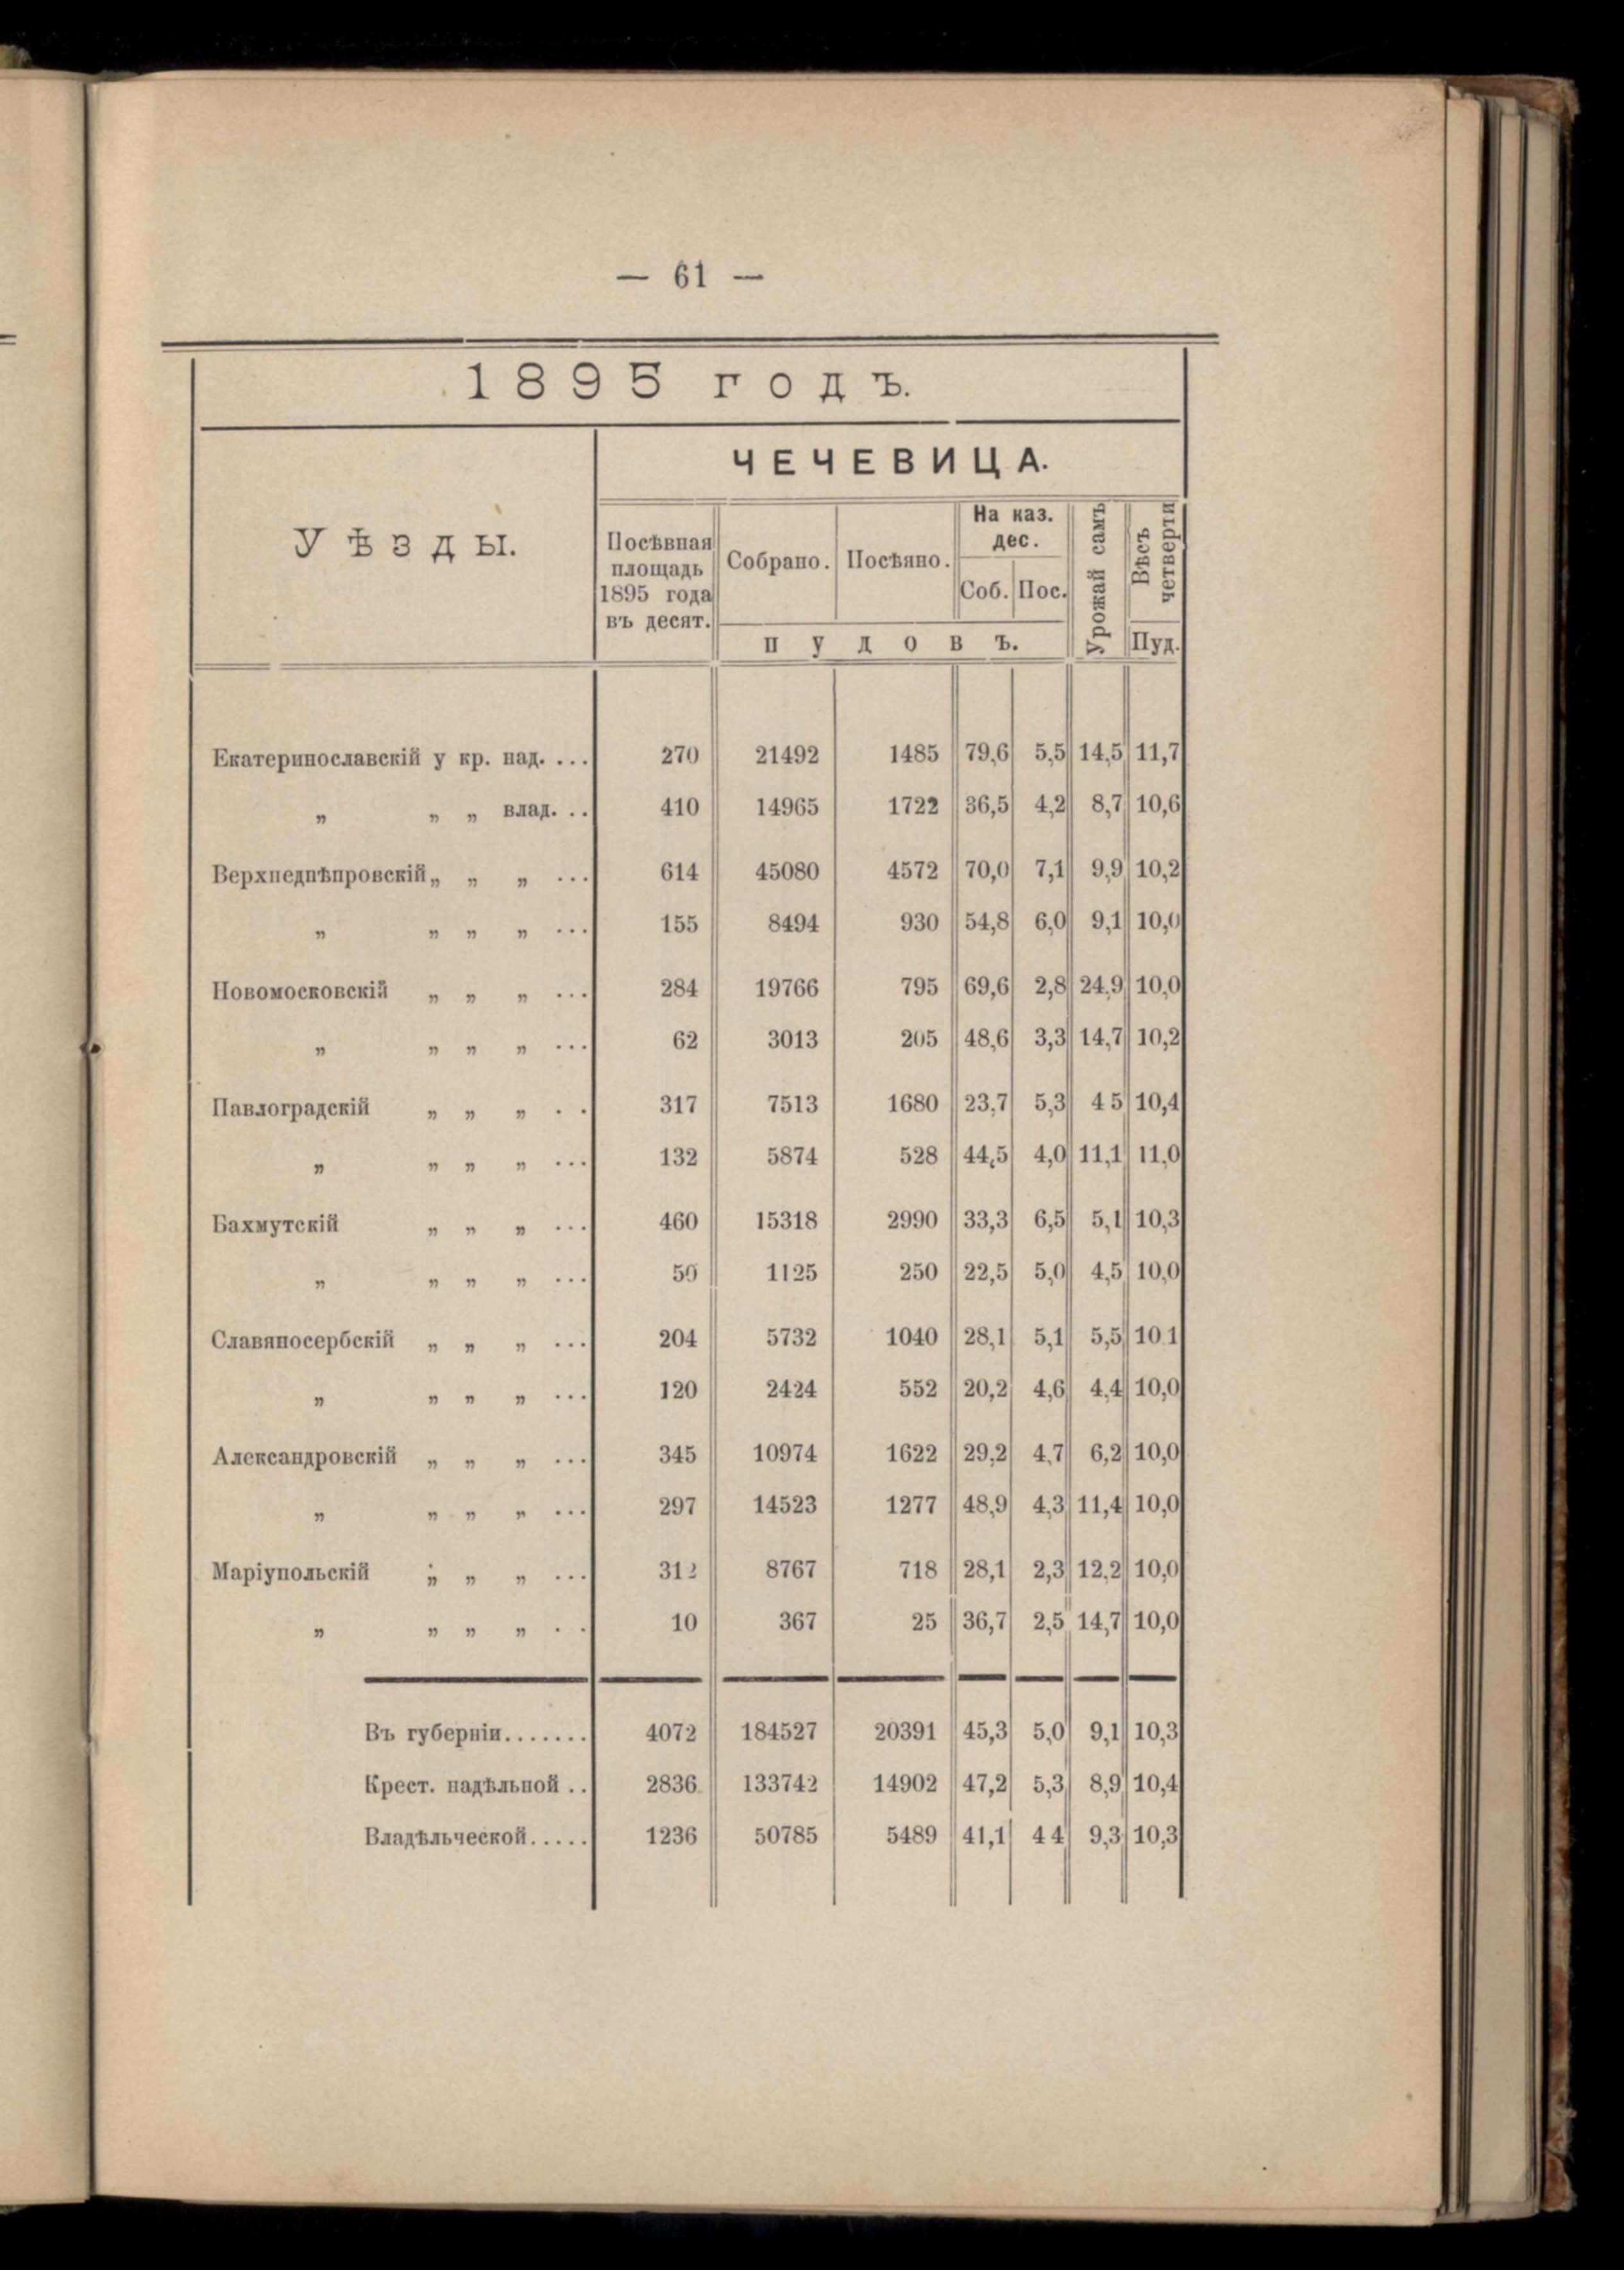 — 61 —
1895 годъ.
Уѣзды.
ЧЕЧЕВИЦА.
Посѣвная площадь 1895 года въ десят.
Собрано.
Посѣяно.
На каз. дес.
Соб. Пос.
пудовъ.
Урожай самъ
Вѣсъ четверти
Пуд.
Екатеринославскій у кр. над. ... 270 21492 1485 79,6 5,5 14,5 11,7
„ „ „ влад. .. 410 14965 1722 36,5 4,2 8,7 10,6
Верхнеднѣпровскій „ „ „ ... 614 45080 4572 70,0 7,1 9,9 10,2
„ „ „ „ ... 155 8494 930 54,8 6,0 9,1 10,0
Новомосковскій „ „ „ ... 284 19766 795 69,6 2,8 24,9 10,0
„ „ „ „ ... 62 3013 205 48,6 3,3 14,7 10,2
Павлоградскій „ „ „ . . 317 7513 1680 23,7 5,3 4 5 10,4
„ „ „ „ ... 132 5874 528 44,5 4,0 11,1 11,0
Бахмутскій „ „ „ ... 460 15318 2990 33,3 6,5 5,1 10,3
„ „ „ „ ... 50 1125 250 22,5 5,0 4,5 10,0
Славяносербскій „ „ „ ... 204 5732 1040 28,1 5,1 5,5 10.1
„ „ „ „ ... 120 2424 552 20,2 4,6 4,4 10,0
Александровскій „ „ „ ... 345 10974 1622 29,2 4,7 6,2 10,0
„ „ „ „ ... 297 14523 1277 48,9 4,3 11,4 10,0
Маріупольскій „ „ „ ... 312 8767 718 28,1 2,3 12,2 10,0
„ „ „ „ . . 10 367 25 36,7 2,5 14,7 10,0
Въ губерніи....... 4072 184527 20391 45,3 5,0 9,1 10,3
Крест. надѣльной .. 2836 133742 14902 47,2 5,3 8,9 10,4
Владѣльческой..... 1236 50785 5489 41,1 4 4 9,3 10,3